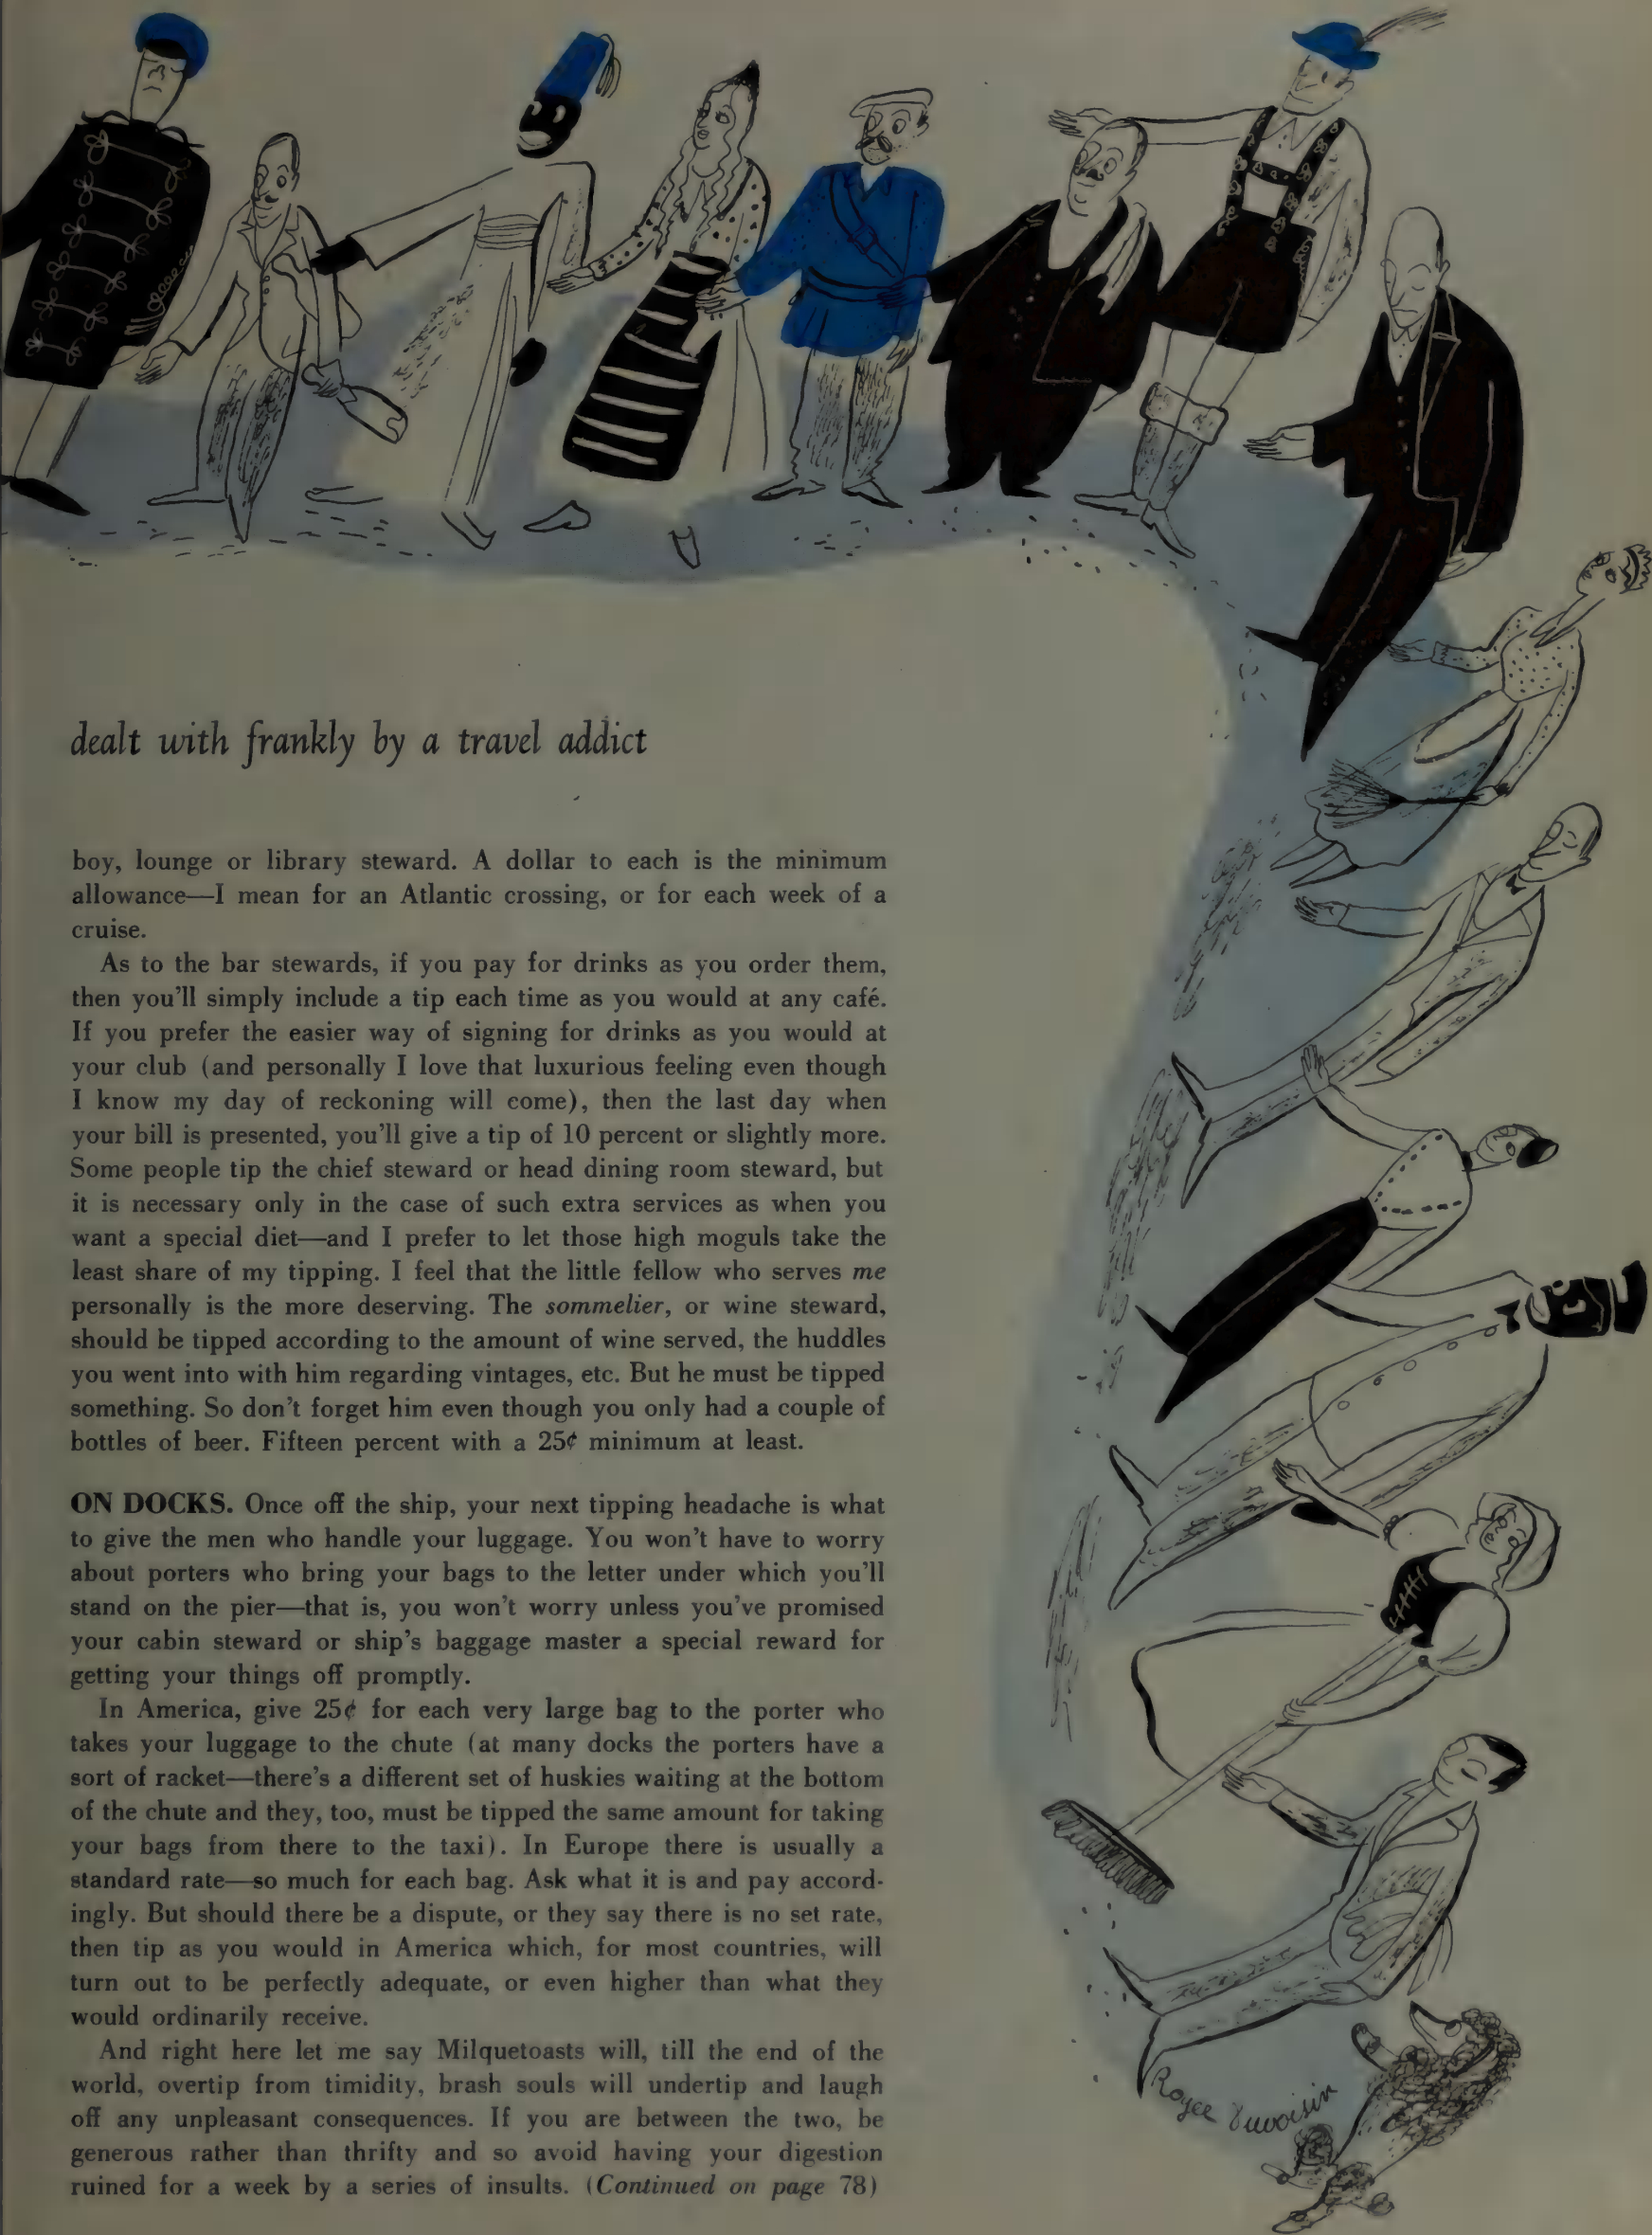 dealt with frankly by a travel addict
boy, lounge or library steward. A dollar to each is the minimum
allowance—I mean for an Atlantic crossing, or for each week of a
cruise.
As to the bar stewards, if you pay for drinks as you order them,
then you'll simply include a tip each time as you would at any café.
If you prefer the easier way of signing for drinks as you would at
your club (and personally I love that luxurious feeling even though
I know my day of reckoning will come), then the last day when
your bill is presented, you'll give a tip of 10 percent or slightly more.
Some people tip the chief steward or head dining room steward, but
it is necessary only in the case of such extra services as when you
want a special diet—and I prefer to let those high moguls take the
least share of my tipping. I feel that the little fellow who serves me
personally is the more deserving. The sommelier, or wine steward,
should be tipped according to the amount of wine served, the huddles
you went into with him regarding vintages, etc. But he must be tipped
something. So don't forget him even though you only had a couple of
bottles of beer. Fifteen percent with a 25¢ minimum at least.
ON DOCKS. Once off the ship, your next tipping headache is what
to give the men who handle your luggage. You won't have to worry
about porters who bring your bags to the letter under which you'll
stand on the pier—that is, you won't worry unless you've promised
your cabin steward or ship's baggage master a special reward for
getting your things off promptly.
In America, give 25¢ for each very large bag to the porter who
takes your luggage to the chute (at many docks the porters have a
sort of racket—there's a different set of huskies waiting at the bottom
of the chute and they, too, must be tipped the same amount for taking
your bags from there to the taxi). In Europe there is usually a
standard rate—so much for each bag. Ask what it is and pay accord-
ingly. But should there be a dispute, or they say there is no set rate,
then tip as you would in America which, for most countries, will
turn out to be perfectly adequate, or even higher than what they
would ordinarily receive.
And right here let me say Milquetoasts will, till the end of the
world, overtip from timidity, brash souls will undertip and laugh
off any unpleasant consequences. If you are between the two, be
generous rather than thrifty and so avoid having your digestion
ruined for a week by a series of insults. (Continued on page 78)
Roger Duvoisin